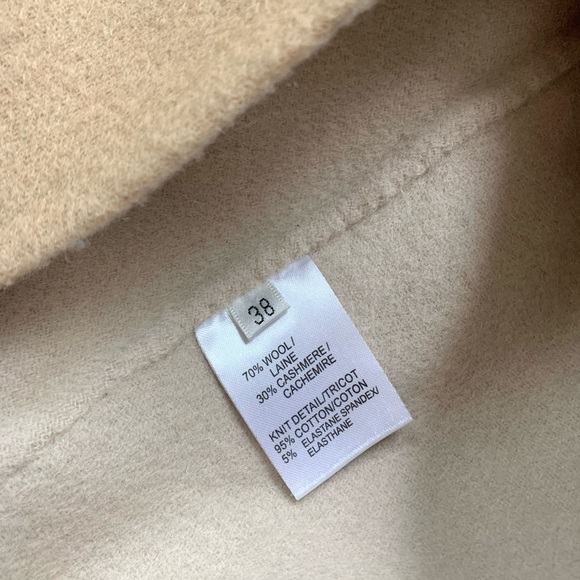 38
70% WOOL/
LAINE
30% CASHMERE/
CACHEMIRE
KNIT DETAIL/TRICOT
95% COTTON/COTON
5% ELASTANE SPANDEX/
ELASTHANE